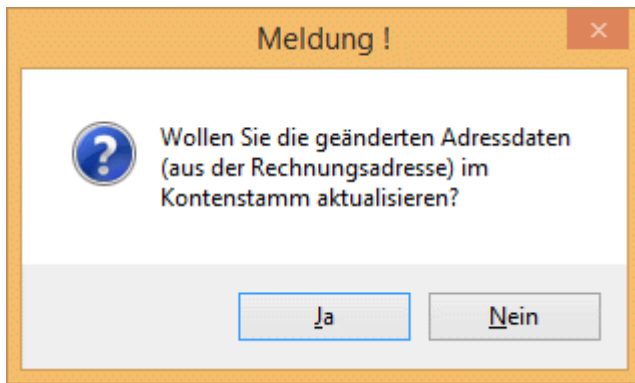 Meldung !
Wollen Sie die geänderten Adressdaten
(aus der Rechnungsadresse) im
Kontenstamm aktualisieren?
Ja
Nein